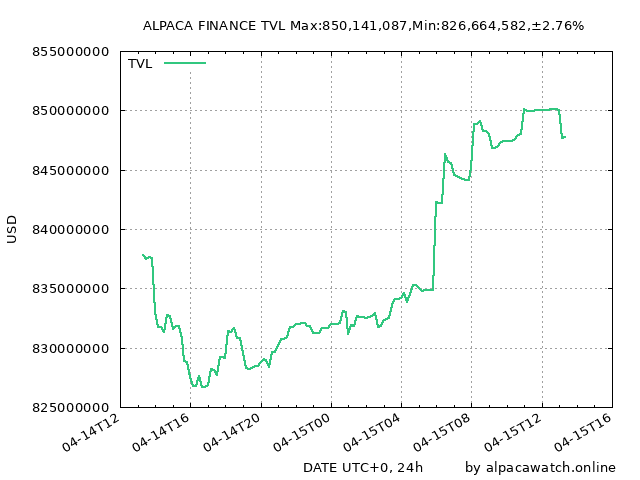 ALPACA FINANCE TVL Max:850,141,087,Min:826,664,582,±2.76%
855000000
TVL
850000000
845000000
840000000
USD
835000000
830000000
825000000
04-14T12
04-14T16
04-14T20
04-15T00
04-15T04
04-15T08
04-15T12
04-15T16
DATE UTC+0, 24h
by alpacawatch.online